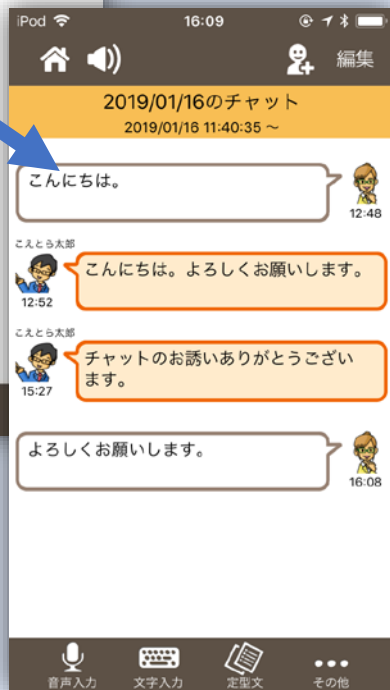 iPod 16:09
編集
2019/01/16のチャット
2019/01/16 11:40:35 ～
こんにちは。
12:48
こえとら太郎
こんにちは。よろしくお願いします。
12:52
こえとら太郎
チャットのお誘いありがとうござい
ます。
15:27
よろしくお願いします。
16:08
音声入力 文字入力 定型文 その他